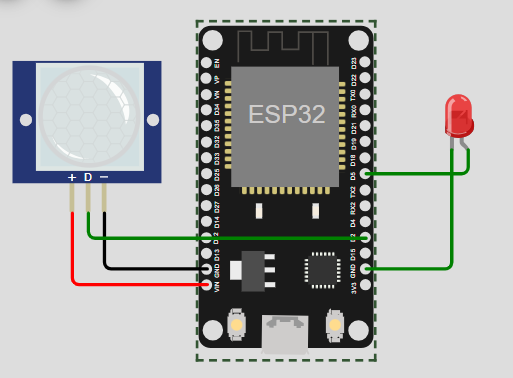 + D −
ESP32
EN
VP
VN
D34
D35
D32
D33
D25
D26
D27
D14
D12
D13
GND
VIN
D23
D22
TX0
RX0
D21
D19
D18
D5
TX2
RX2
D4
D2
D15
GND
3V3